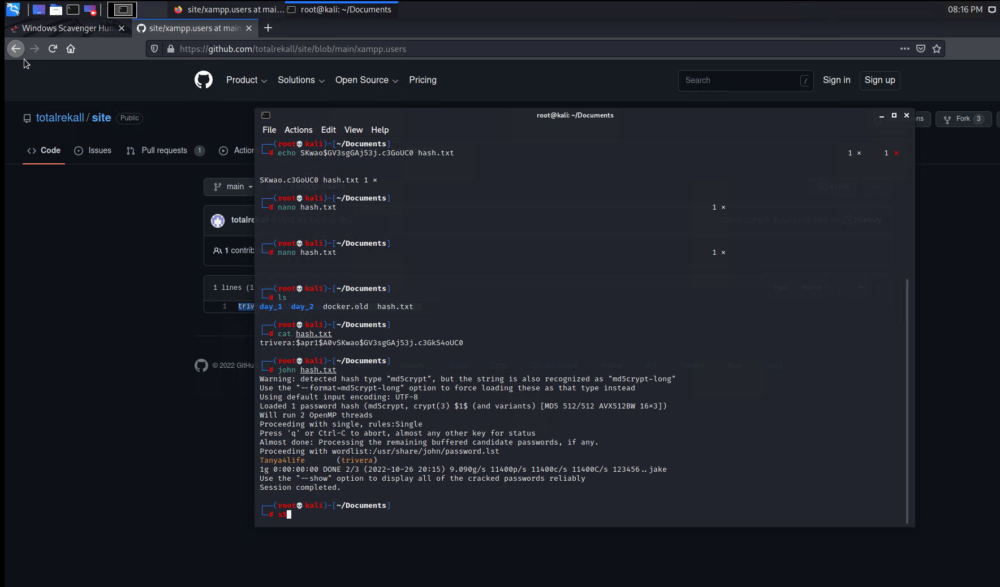 site/xampp.users at mai...
root@kali: ~/Documents
08:16 PM
Windows Scavenger Hun
site/xampp.users at main
https://github.com/totalrekall/site/blob/main/xampp.users
Product
Solutions
Open Source
Pricing
Search
/
Sign in
Sign up
totalrekall / site
Public
ns
Fork 3
Code
Issues
Pull requests 1
Action
main
totalre
1 contrib
1 lines (1
1 triv
© 2022 GitHu
root@kali: ~/Documents
File Actions Edit View Help
(root💀kali)-[~/Documents]
# echo SKwao$GV3sgGAj53j.c3GoUC0 hash.txt 1 × 1 ×
SKwao.c3GoUC0 hash.txt 1 ×
(root💀kali)-[~/Documents]
# nano hash.txt 1 ×
(root💀kali)-[~/Documents]
# nano hash.txt 1 ×
(root💀kali)-[~/Documents]
# ls
day_1 day_2 docker.old hash.txt
(root💀kali)-[~/Documents]
# cat hash.txt
trivera:$apr1$A0vSKwao$GV3sgGAj53j.c3GkS4oUC0
(root💀kali)-[~/Documents]
# john hash.txt
Warning: detected hash type "md5crypt", but the string is also recognized as "md5crypt-long"
Use the "--format=md5crypt-long" option to force loading these as that type instead
Using default input encoding: UTF-8
Loaded 1 password hash (md5crypt, crypt(3) $1$ (and variants) [MD5 512/512 AVX512BW 16×3])
Will run 2 OpenMP threads
Proceeding with single, rules:Single
Press 'q' or Ctrl-C to abort, almost any other key for status
Almost done: Processing the remaining buffered candidate passwords, if any.
Proceeding with wordlist:/usr/share/john/password.lst
Tanya4life (trivera)
1g 0:00:00:00 DONE 2/3 (2022-10-26 20:15) 9.090g/s 11400p/s 11400c/s 11400C/s 123456..jake
Use the "--show" option to display all of the cracked passwords reliably
Session completed.
(root💀kali)-[~/Documents]
# sS